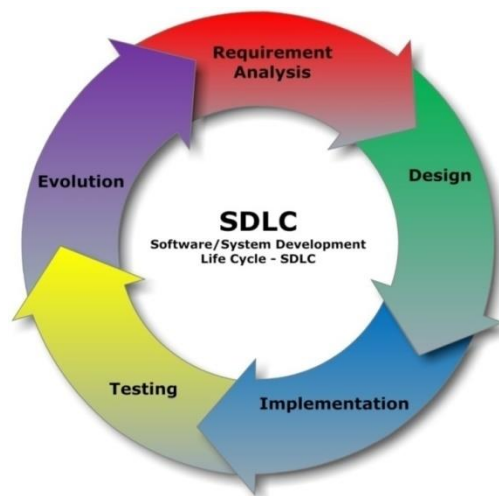 Requirement
Analysis
Design
Implementation
Testing
Evolution
SDLC
Software/System Development
Life Cycle - SDLC